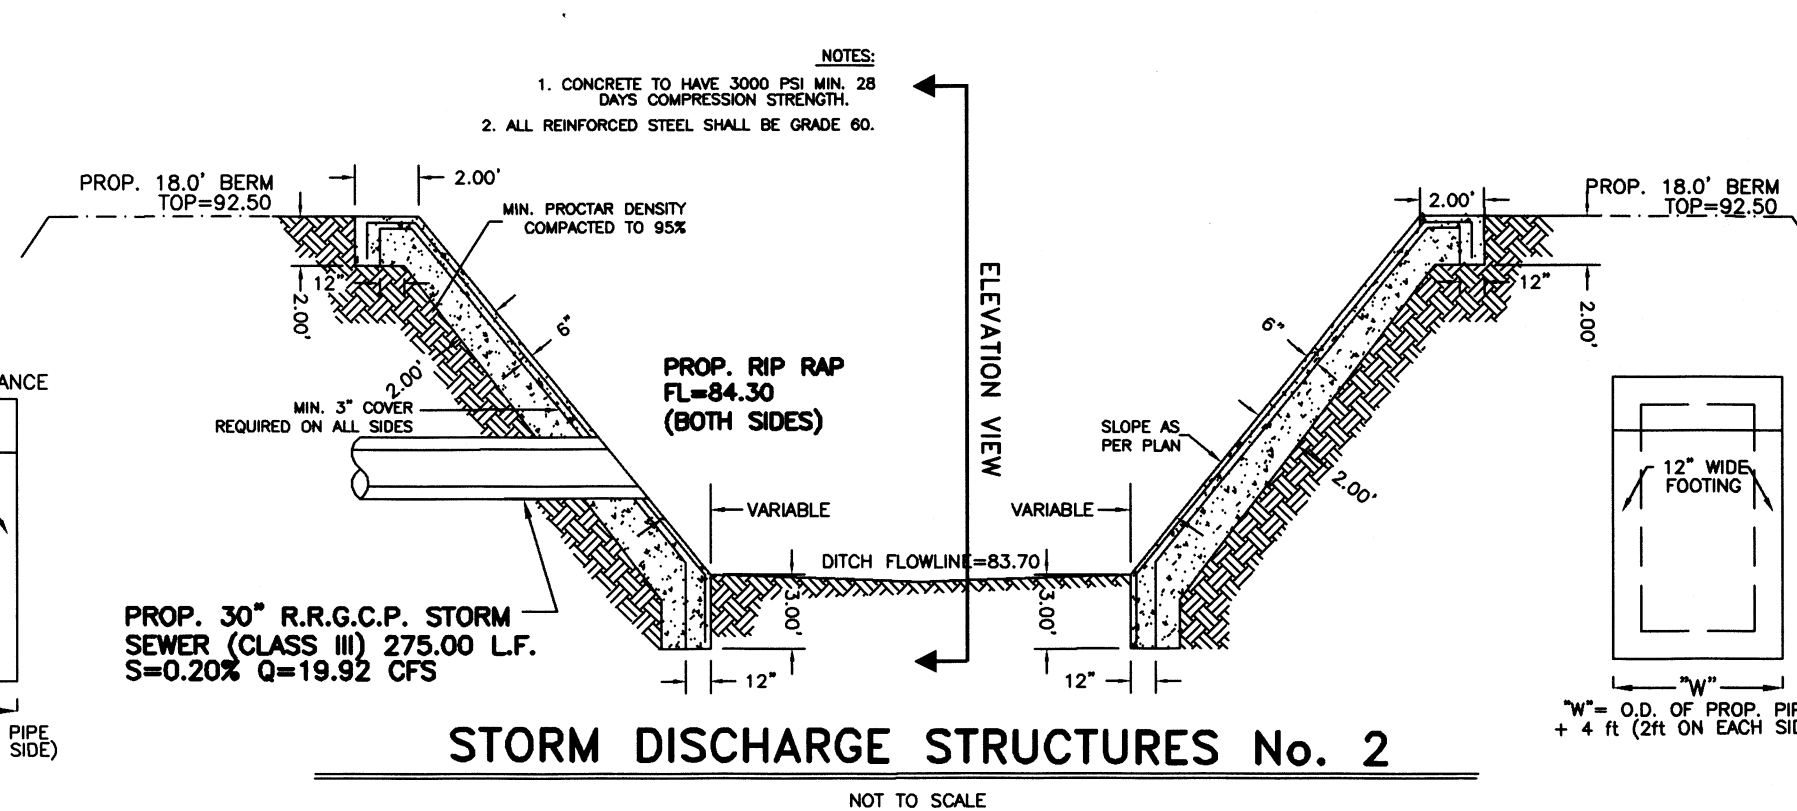 NOTES:
1. CONCRETE TO HAVE 3000 PSI MIN. 28
DAYS COMPRESSION STRENGTH.
2. ALL REINFORCED STEEL SHALL BE GRADE 60.
PROP. 18.0' BERM
TOP=92.50
2.00'
MIN. PROCTAR DENSITY
COMPACTED TO 95%
12"
2.00'
6"
2.00'
MIN. 3" COVER
REQUIRED ON ALL SIDES
PROP. RIP RAP
FL=84.30
(BOTH SIDES)
ELEVATION VIEW
VARIABLE
VARIABLE
DITCH FLOWLINE=83.70
3.00'
3.00'
12"
12"
PROP. 30" R.R.G.C.P. STORM
SEWER (CLASS III) 275.00 L.F.
S=0.20% Q=19.92 CFS
2.00'
PROP. 18.0' BERM
TOP=92.50
12"
2.00'
6"
SLOPE AS
PER PLAN
2.00'
12" WIDE
FOOTING
"W"
"W"= O.D. OF PROP. PIP
+ 4 ft (2ft ON EACH SID
ANCE
PIPE
SIDE)
STORM DISCHARGE STRUCTURES No. 2
NOT TO SCALE